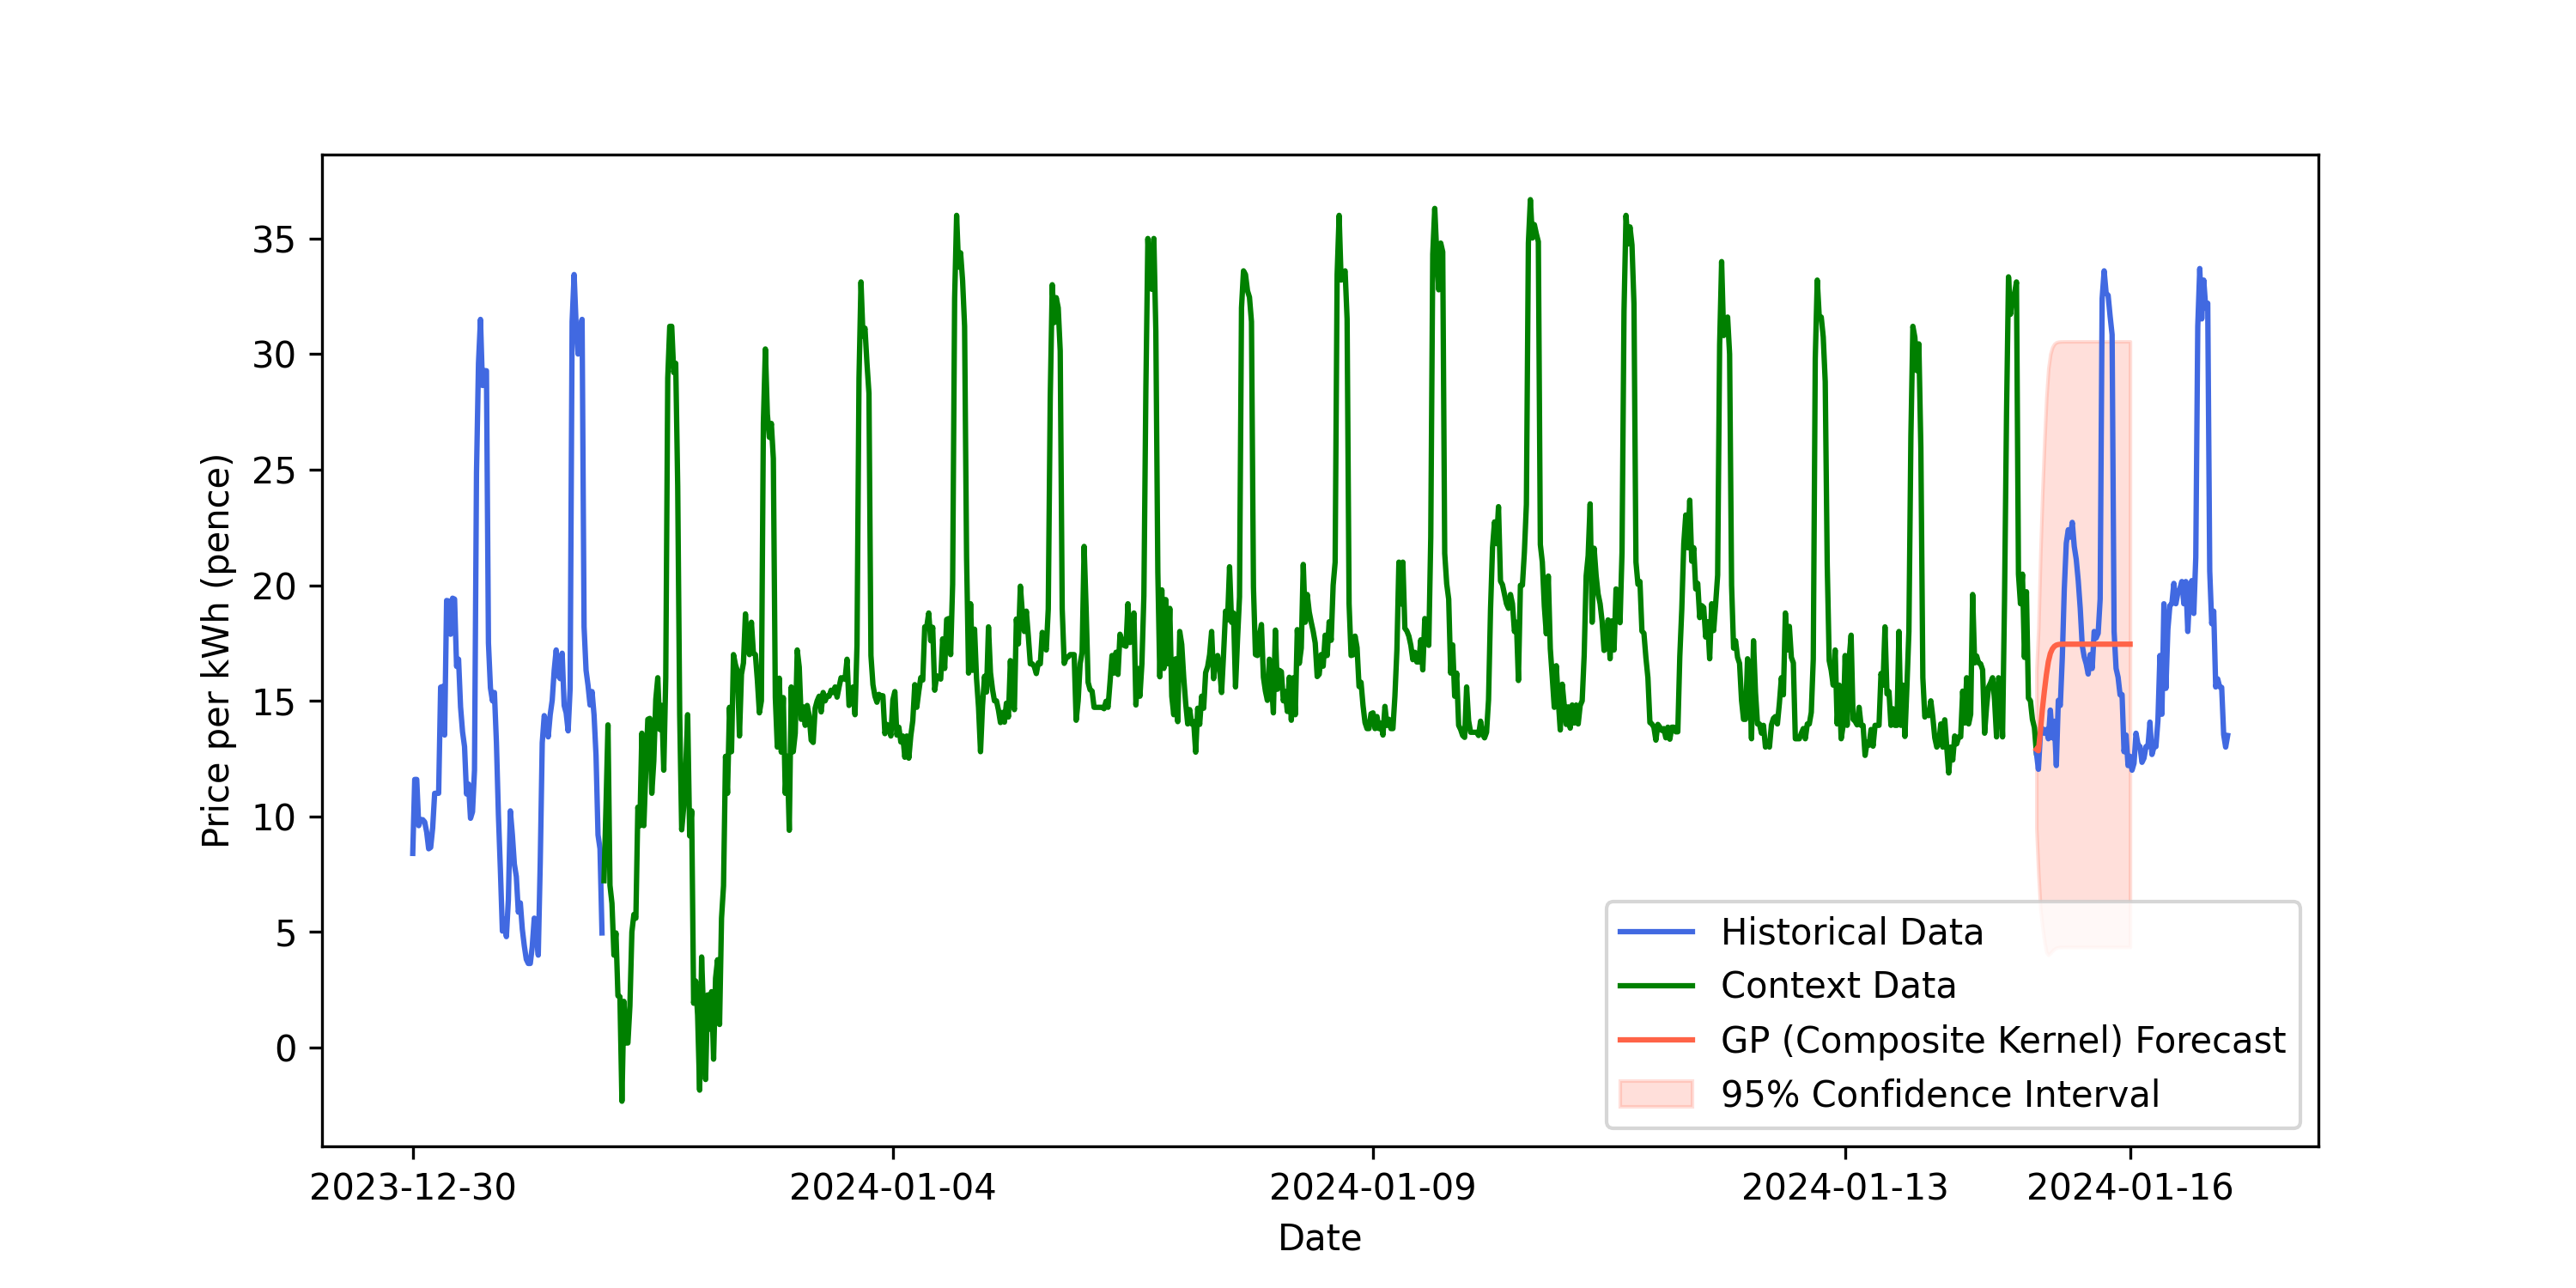 Price per kWh (pence)
35
30
25
20
15
10
5
0
Historical Data
Context Data
GP (Composite Kernel) Forecast
95% Confidence Interval
2023-12-30
2024-01-04
2024-01-09
2024-01-13
2024-01-16
Date